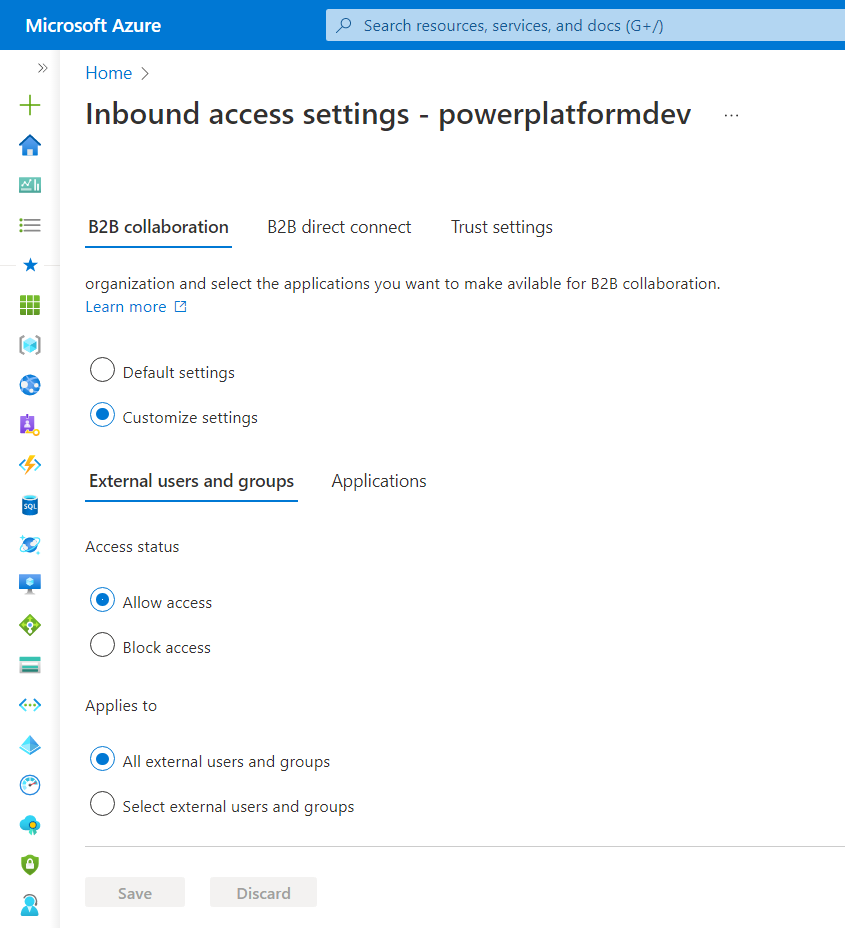 Microsoft Azure
Search resources, services, and docs (G+/)
Home
Inbound access settings - powerplatformdev
B2B collaboration B2B direct connect Trust settings
organization and select the applications you want to make avilable for B2B collaboration.
Learn more
Default settings
Customize settings
External users and groups Applications
SQL
Access status
Allow access
Block access
Applies to
All external users and groups
Select external users and groups
Save Discard